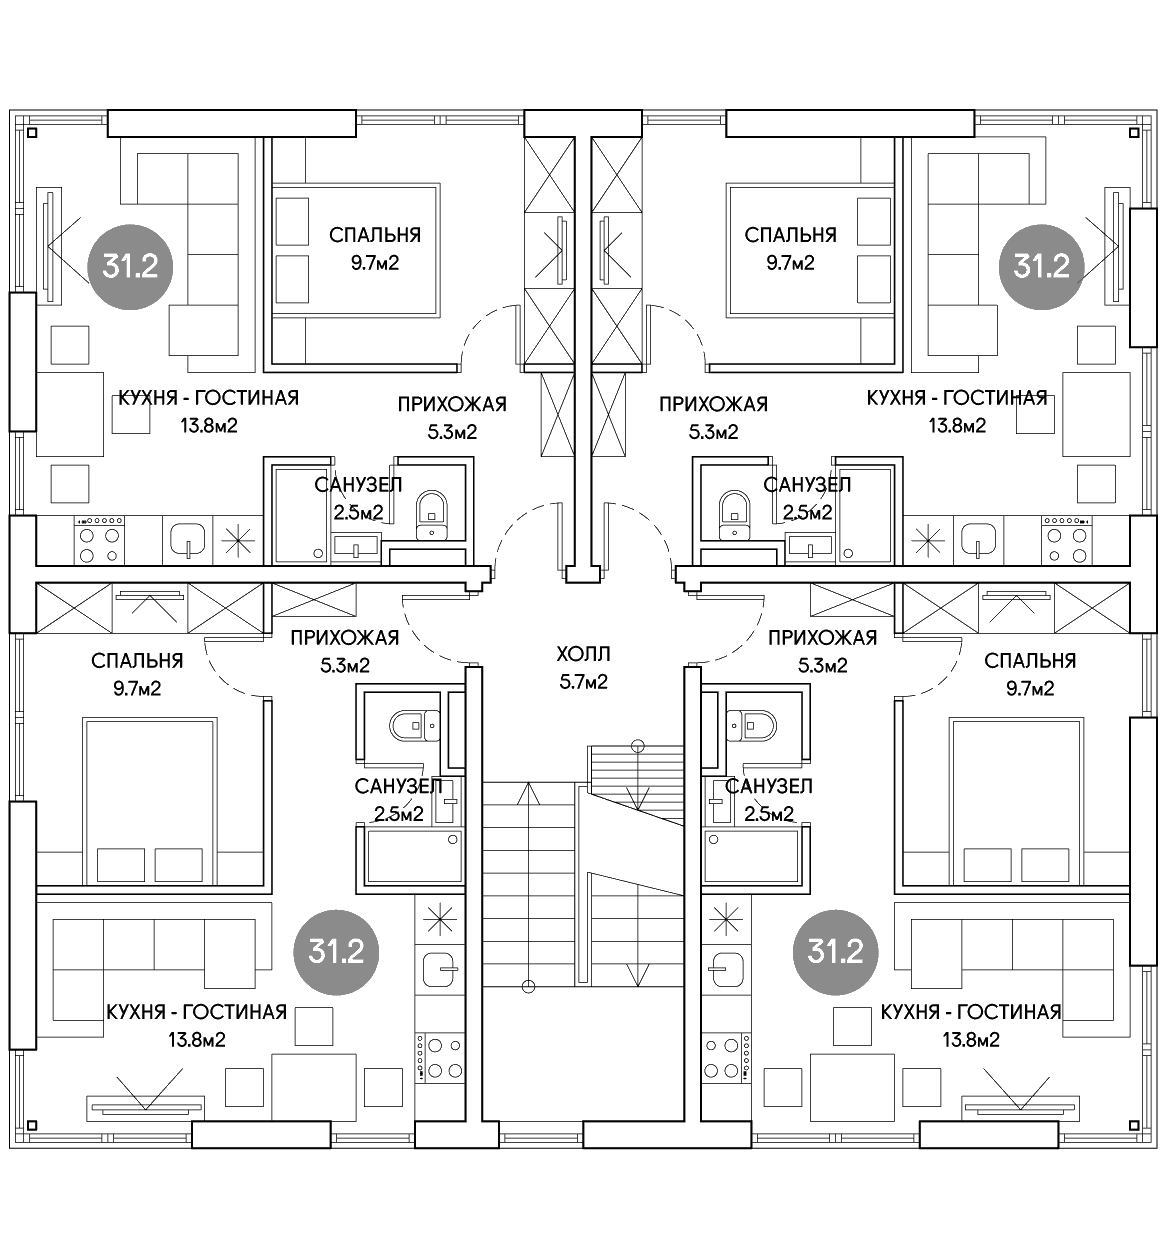 СПАЛЬНЯ
9.7м2
СПАЛЬНЯ
9.7м2
31.2
31.2
КУХНЯ - ГОСТИНАЯ
13.8м2
ПРИХОЖАЯ
5.3м2
ПРИХОЖАЯ
5.3м2
КУХНЯ - ГОСТИНАЯ
13.8м2
САНУЗЕЛ
2.5м2
САНУЗЕЛ
2.5м2
ПРИХОЖАЯ
5.3м2
ХОЛЛ
5.7м2
ПРИХОЖАЯ
5.3м2
СПАЛЬНЯ
9.7м2
СПАЛЬНЯ
9.7м2
САНУЗЕЛ
2.5м2
САНУЗЕЛ
2.5м2
31.2
31.2
КУХНЯ - ГОСТИНАЯ
13.8м2
КУХНЯ - ГОСТИНАЯ
13.8м2